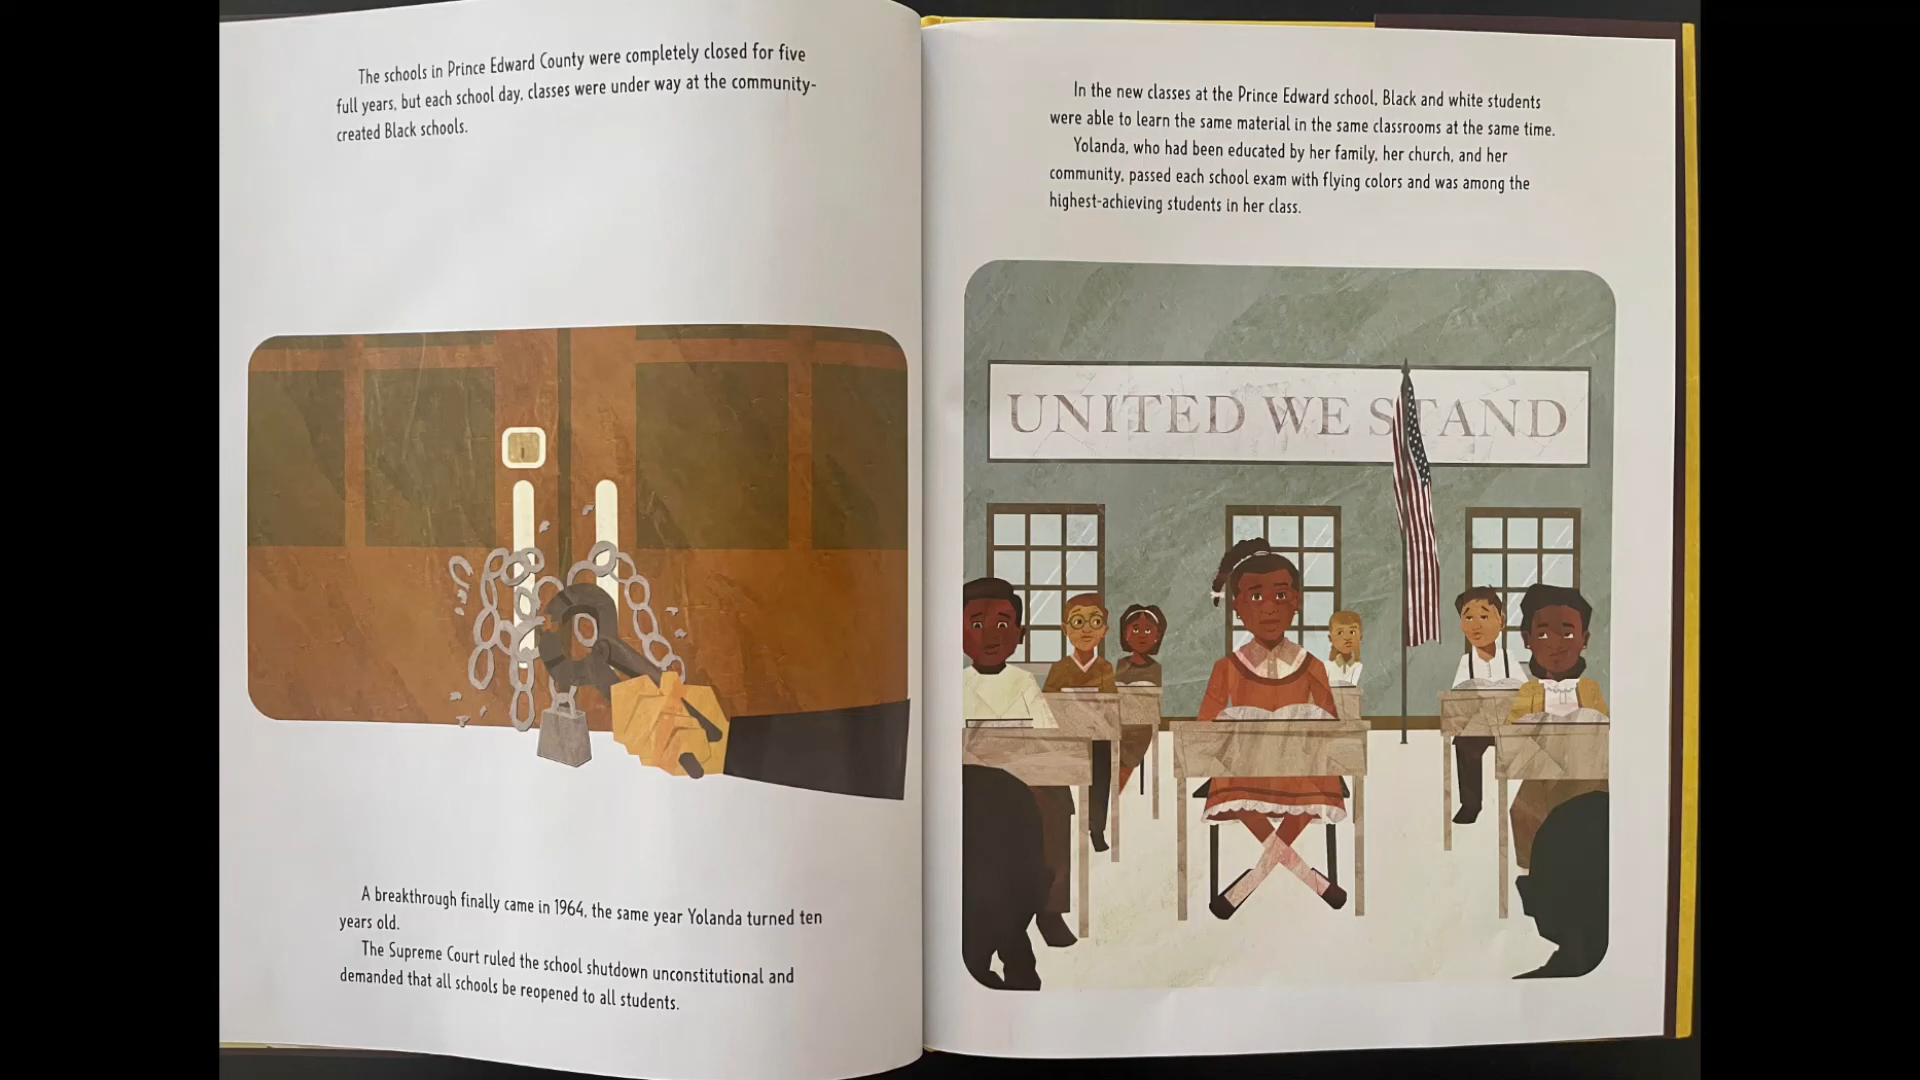 The schools in Prince Edward County were completely closed for five
full years, but each school day, classes were under way at the community-
created Black schools.
A breakthrough finally came in 1964, the same year Yolanda turned ten
years old.
The Supreme Court ruled the school shutdown unconstitutional and
demanded that all schools be reopened to all students.
In the new classes at the Prince Edward school, Black and white students
were able to learn the same material in the same classrooms at the same time.
Yolanda, who had been educated by her family, her church, and her
community, passed each school exam with flying colors and was among the
highest-achieving students in her class.
UNITED WE STAND